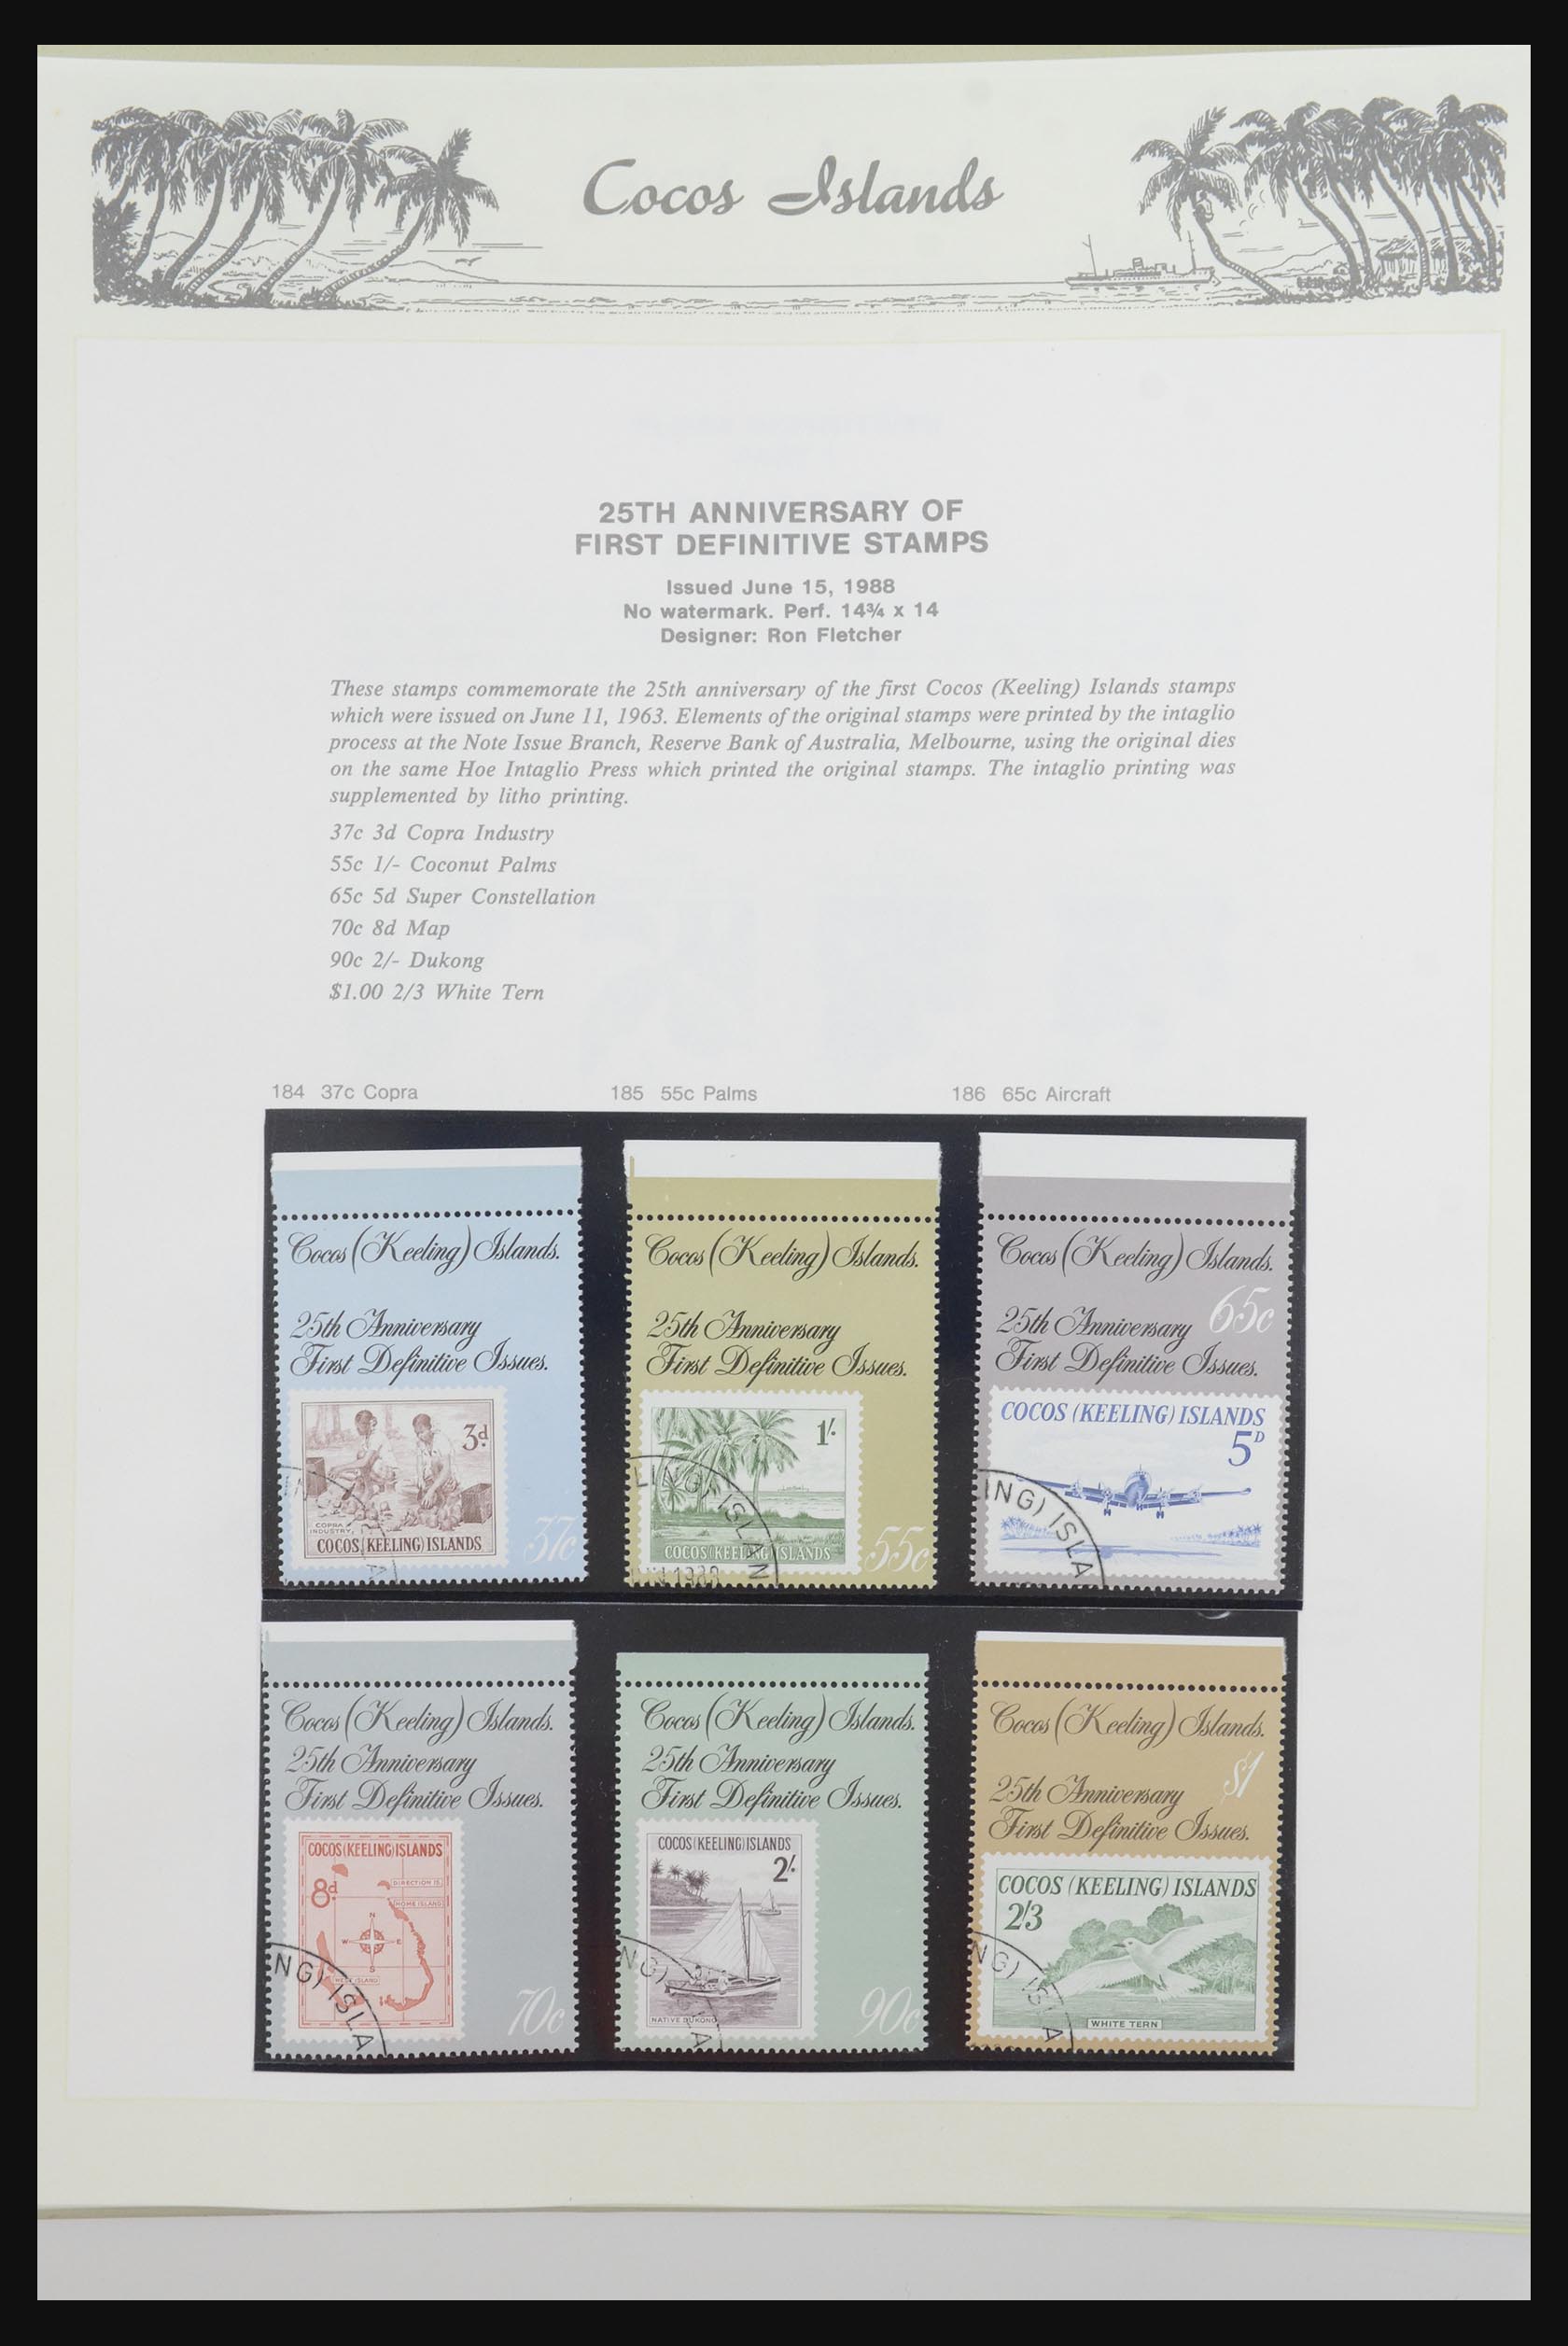 Cocos Islands
25TH ANNIVERSARY OF
FIRST DEFINITIVE STAMPS
Issued June 15, 1988
No watermark. Perf. 14¾ x 14
Designer: Ron Fletcher
These stamps commemorate the 25th anniversary of the first Cocos (Keeling) Islands stamps
which were issued on June 11, 1963. Elements of the original stamps were printed by the intaglio
process at the Note Issue Branch, Reserve Bank of Australia, Melbourne, using the original dies
on the same Hoe Intaglio Press which printed the original stamps. The intaglio printing was
supplemented by litho printing.
37c 3d Copra Industry
55c 1/- Coconut Palms
65c 5d Super Constellation
70c 8d Map
90c 2/- Dukong
$1.00 2/3 White Tern
184 37c Copra
185 55c Palms
186 65c Aircraft
Cocos (Keeling) Islands.
25th Anniversary
First Definitive Issues.
3d
COPRA
INDUSTRY
COCOS (KEELING) ISLANDS
37c
Cocos (Keeling) Islands.
25th Anniversary
First Definitive Issues.
1/-
COCOS (KEELING) ISLANDS
55c
LING) ISLAN
Cocos (Keeling) Islands.
65c
25th Anniversary
First Definitive Issues.
COCOS (KEELING) ISLANDS
5D
ING) ISLA
Cocos (Keeling) Islands.
25th Anniversary
First Definitive Issues.
COCOS (KEELING) ISLANDS
8d
DIRECTION IS.
HOME ISLAND
N
W E
S
WEST ISLAND
70c
NG) ISLA
Cocos (Keeling) Islands.
25th Anniversary
First Definitive Issues.
COCOS (KEELING) ISLANDS
2/-
NATIVE DUKONG
90c
Cocos (Keeling) Islands.
$1
25th Anniversary
First Definitive Issues.
COCOS (KEELING) ISLANDS
2/3
WHITE TERN
NG) ISLA